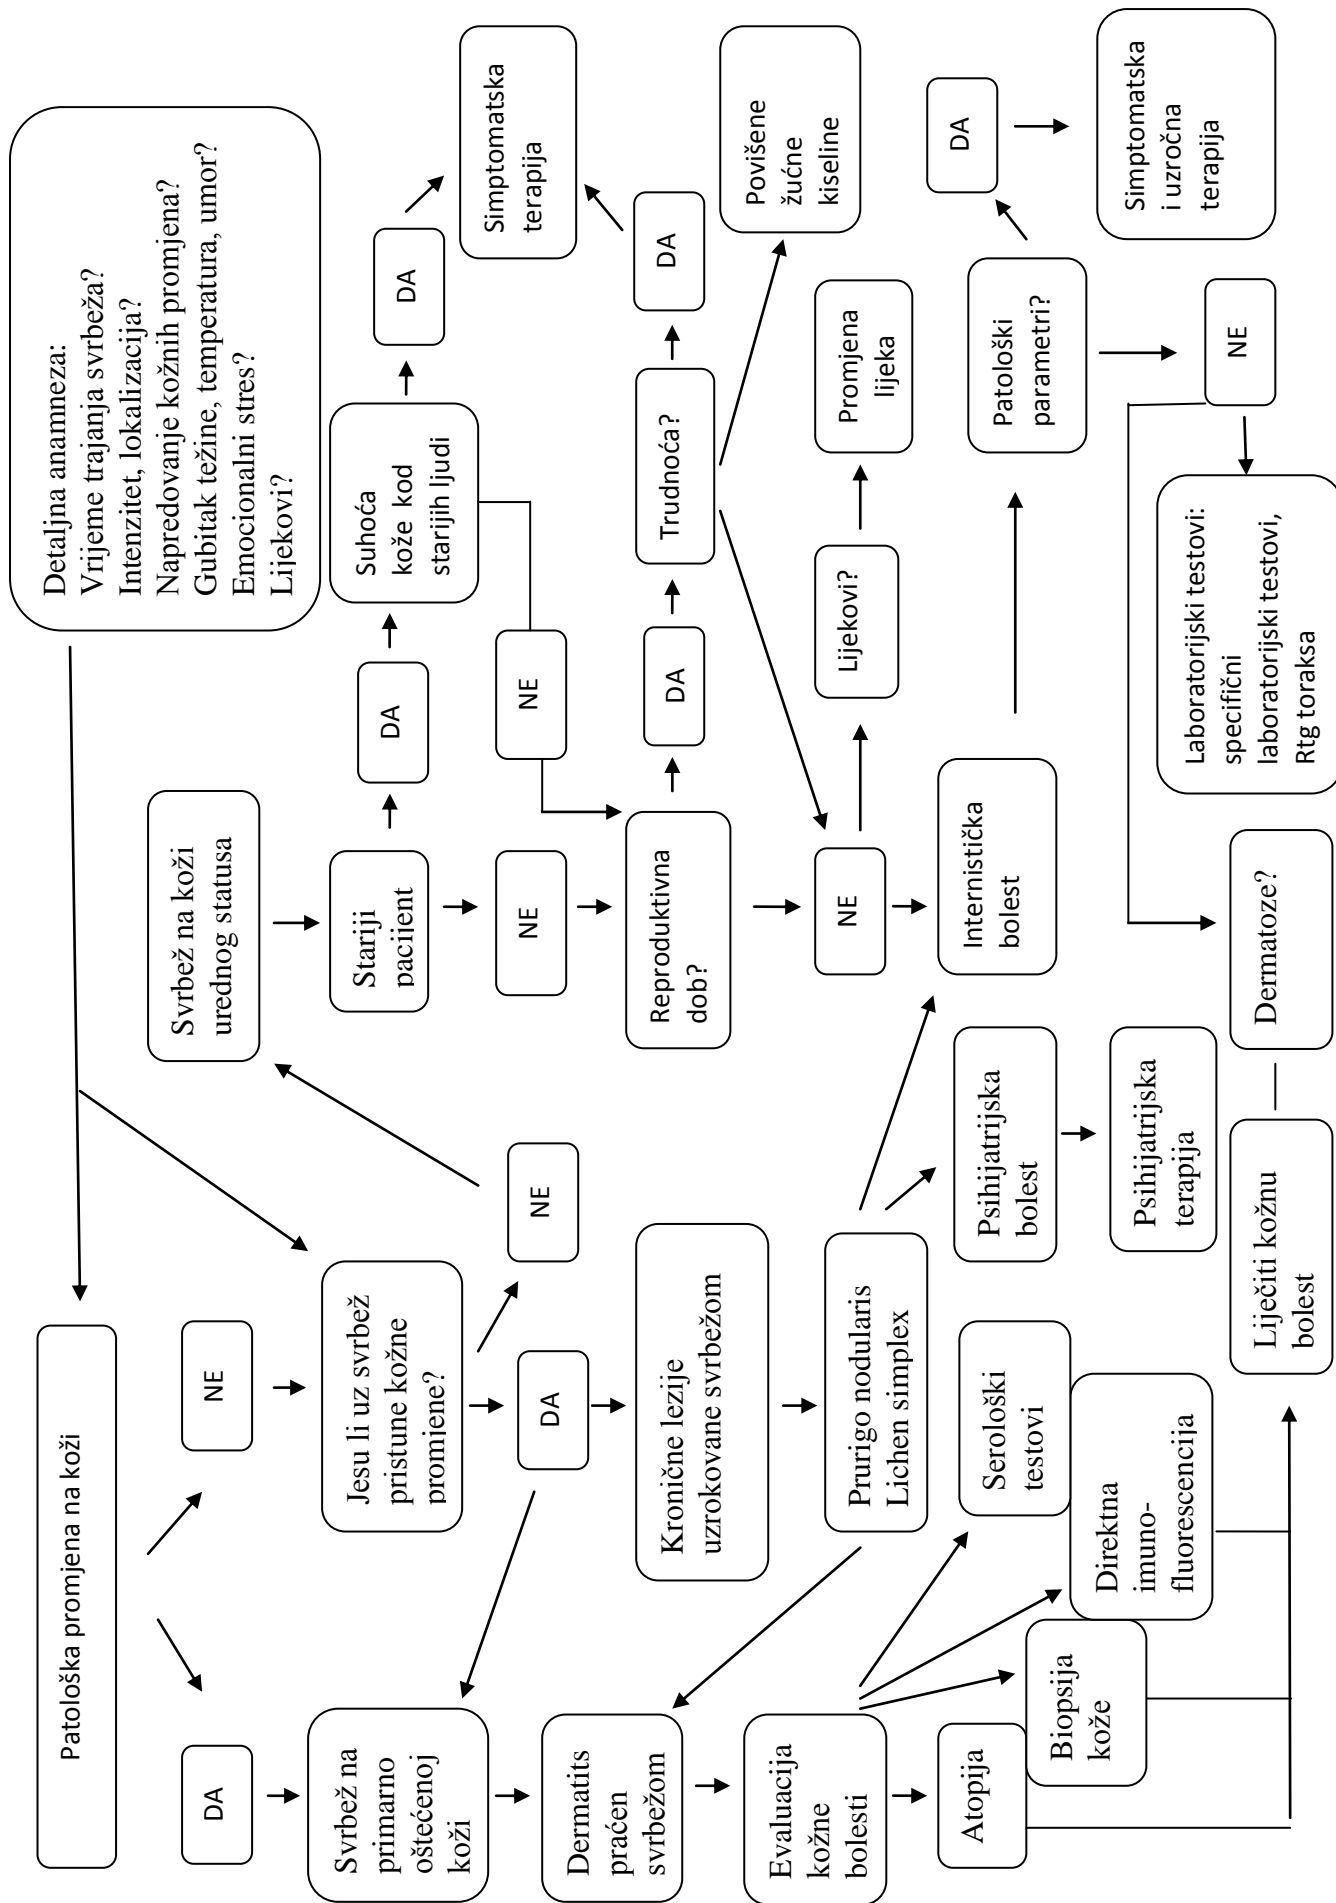 Patološka promjena na koži
Detaljna anamneza:
Vrijeme trajanja svrbeža?
Intenzitet, lokalizacija?
Napredovanje kožnih promjena?
Gubitak težine, temperatura, umor?
Emocionalni stres?
Lijekovi?
DA
NE
Svrbež na koži
urednog statusa
Svrbež na
primarno
oštećenoj
koži
Jesu li uz svrbež
pristune kožne
promjene?
Stariji
pacijent
DA
Suhoća
kože kod
starijih ljudi
DA
Simptomatska
terapija
DA
NE
NE
NE
Dermatits
praćen
svrbežom
Kronične lezije
uzrokovane svrbežom
Reproduktivna
dob?
DA
Trudnoća?
DA
Povišene
žućne
kiseline
Evaluacija
kožne
bolesti
Prurigo nodularis
Lichen simplex
NE
Lijekovi?
Promjena
lijeka
Atopija
Serološki
testovi
Psihijatrijska
bolest
Internistička
bolest
Patološki
parametri?
DA
Biopsija
kože
Direktna
imuno-
fluorescencija
Psihijatrijska
terapija
Simptomatska
i uzročna
terapija
NE
Laboratorijski testovi:
specifični
laboratorijski testovi,
Rtg toraksa
Liječiti kožnu
bolest
Dermatoze?